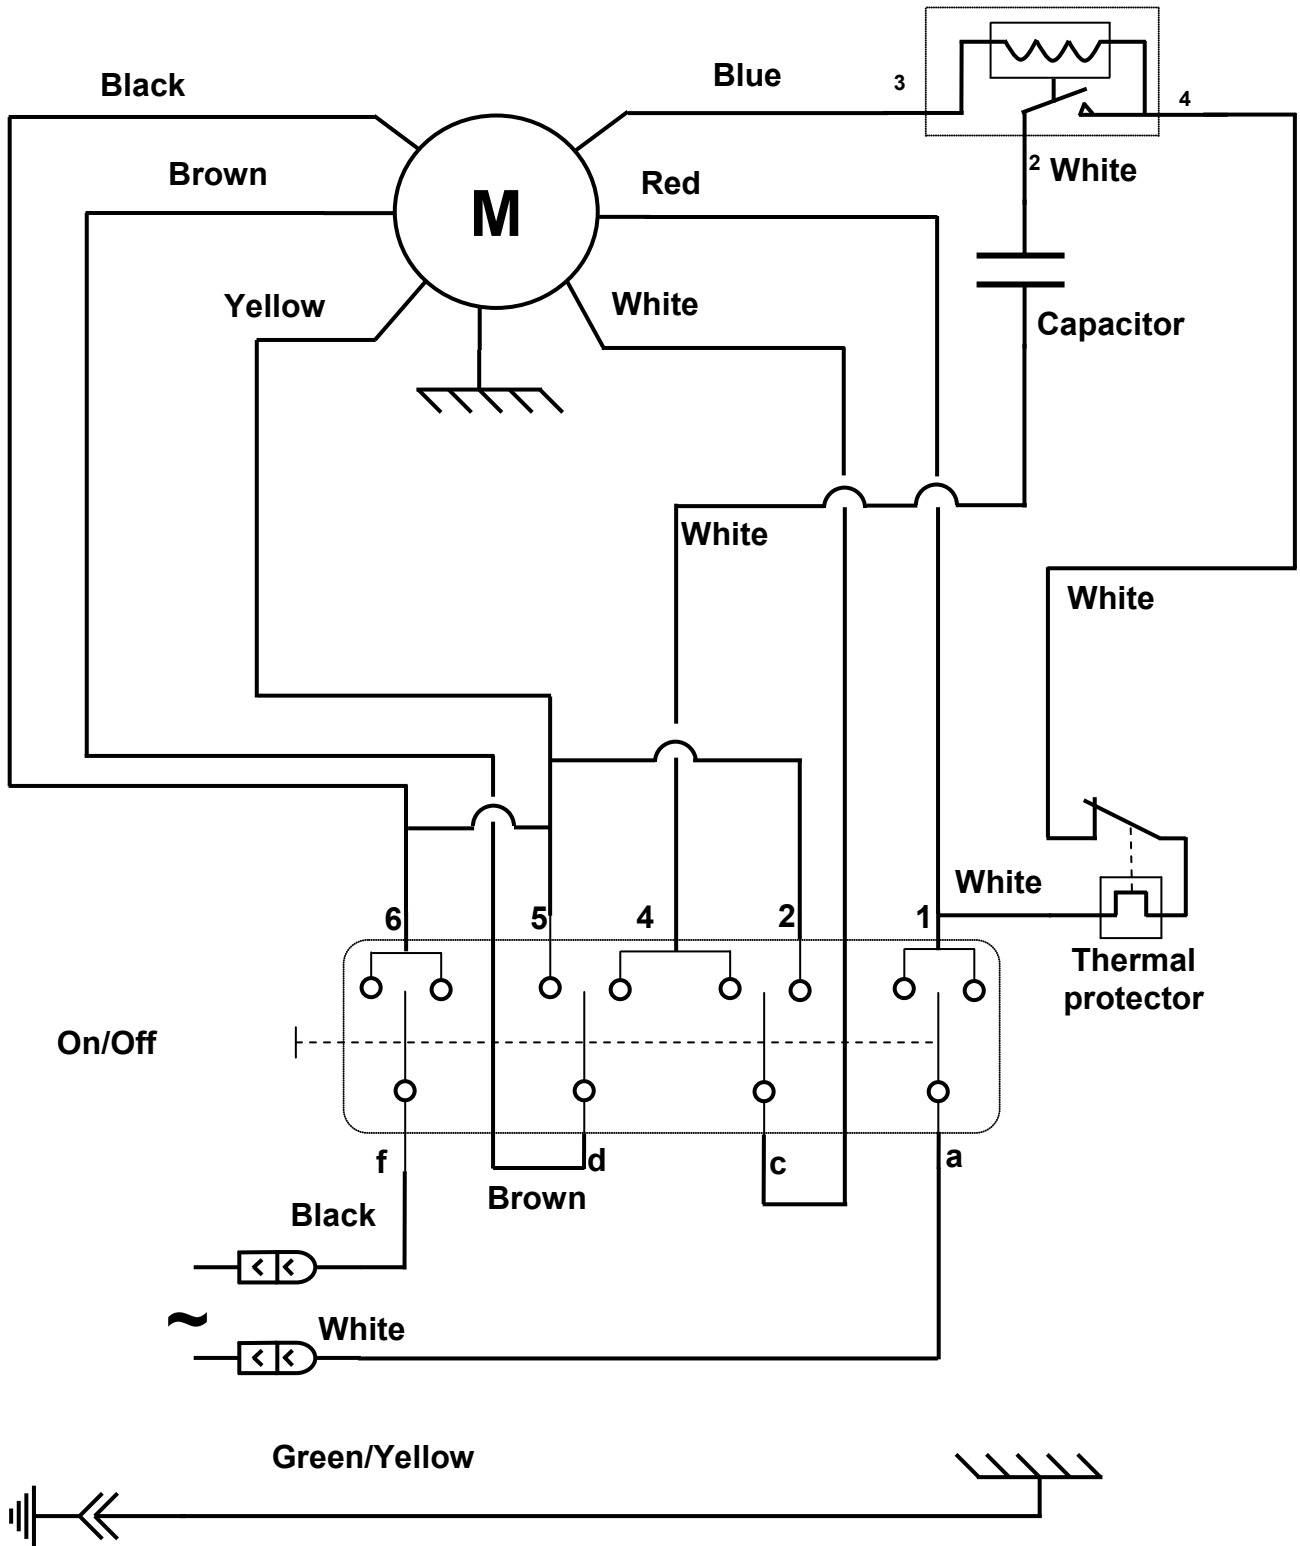 Black
Blue
3
4
Brown
M
Red
2 White
Yellow
White
Capacitor
White
White
White
6
5
4
2
1
Thermal
protector
On/Off
f
d
c
a
Brown
Black
~
White
Green/Yellow